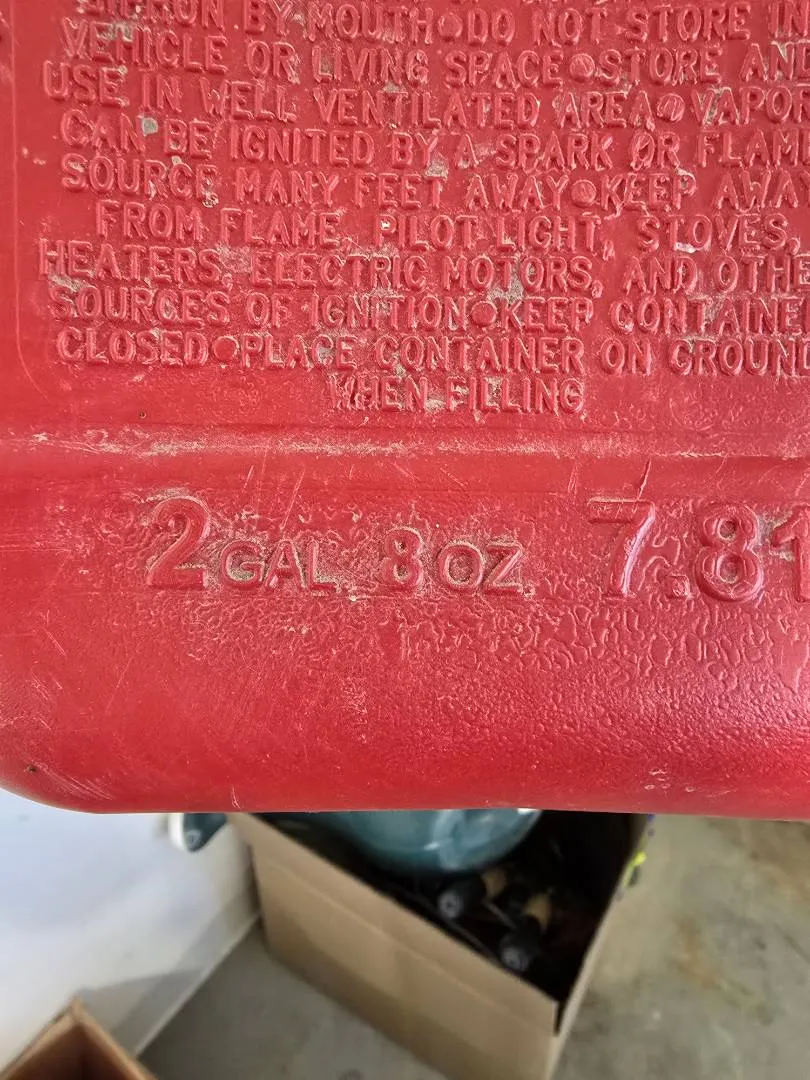 SIPHON BY MOUTH•DO NOT STORE IN
VEHICLE OR LIVING SPACE•STORE AND
USE IN WELL VENTILATED AREA•VAPOR
CAN BE IGNITED BY A SPARK OR FLAME
SOURCE MANY FEET AWAY•KEEP AWAY
FROM FLAME, PILOT LIGHT, STOVES,
HEATERS, ELECTRIC MOTORS, AND OTHE
SOURCES OF IGNITION•KEEP CONTAINE
CLOSED•PLACE CONTAINER ON GROUND
WHEN FILLING
2 GAL 8 OZ 7.81